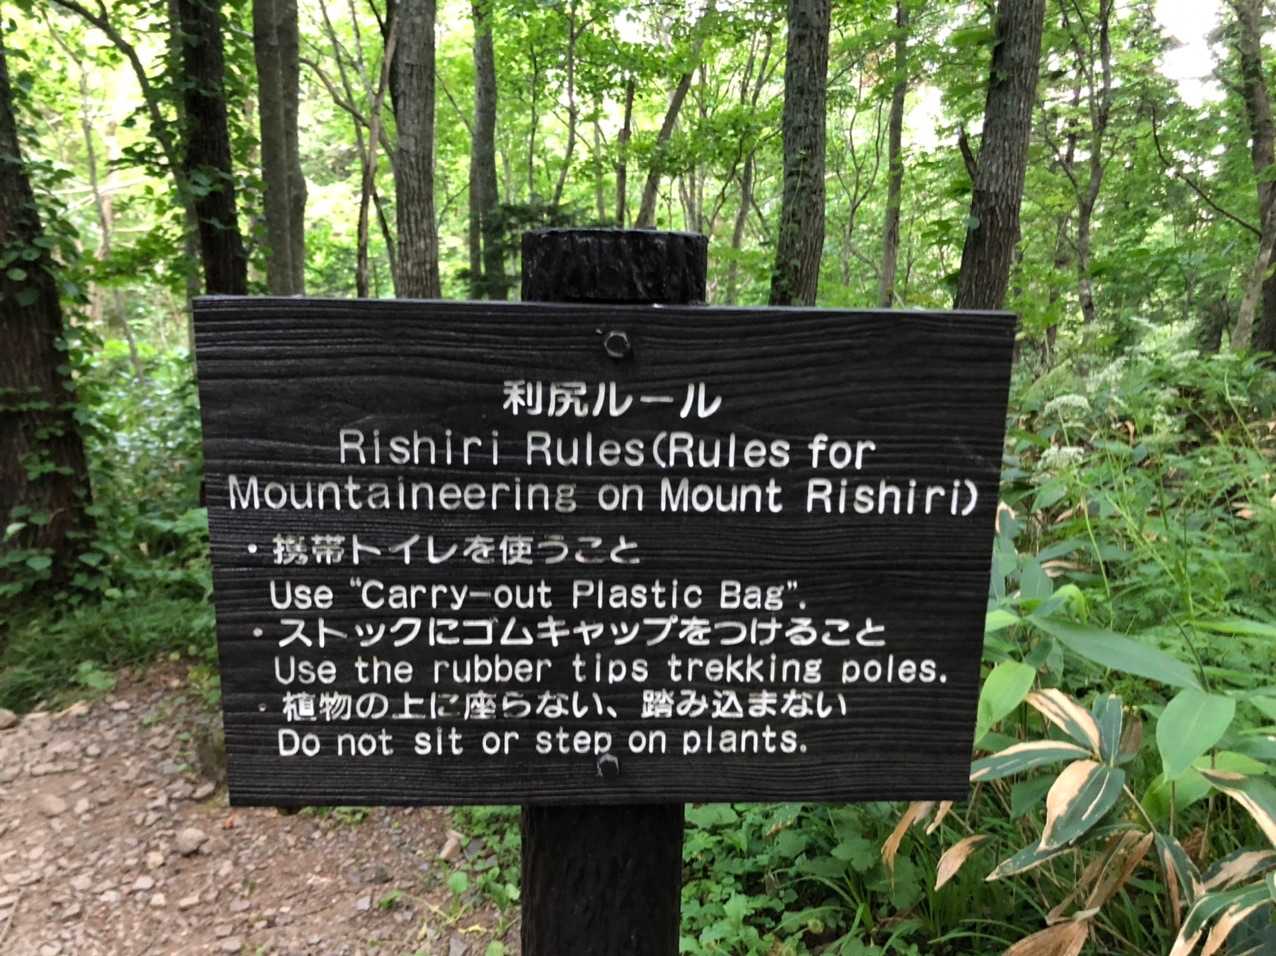 利尻ルール
Rishiri Rules(Rules for
Mountaineering on Mount Rishiri)
・携帯トイレを使うこと
Use "Carry-out Plastic Bag".
・ストックにゴムキャップをつけること
Use the rubber tips trekking poles.
・植物の上に座らない、踏み込まない
Do not sit or step on plants.